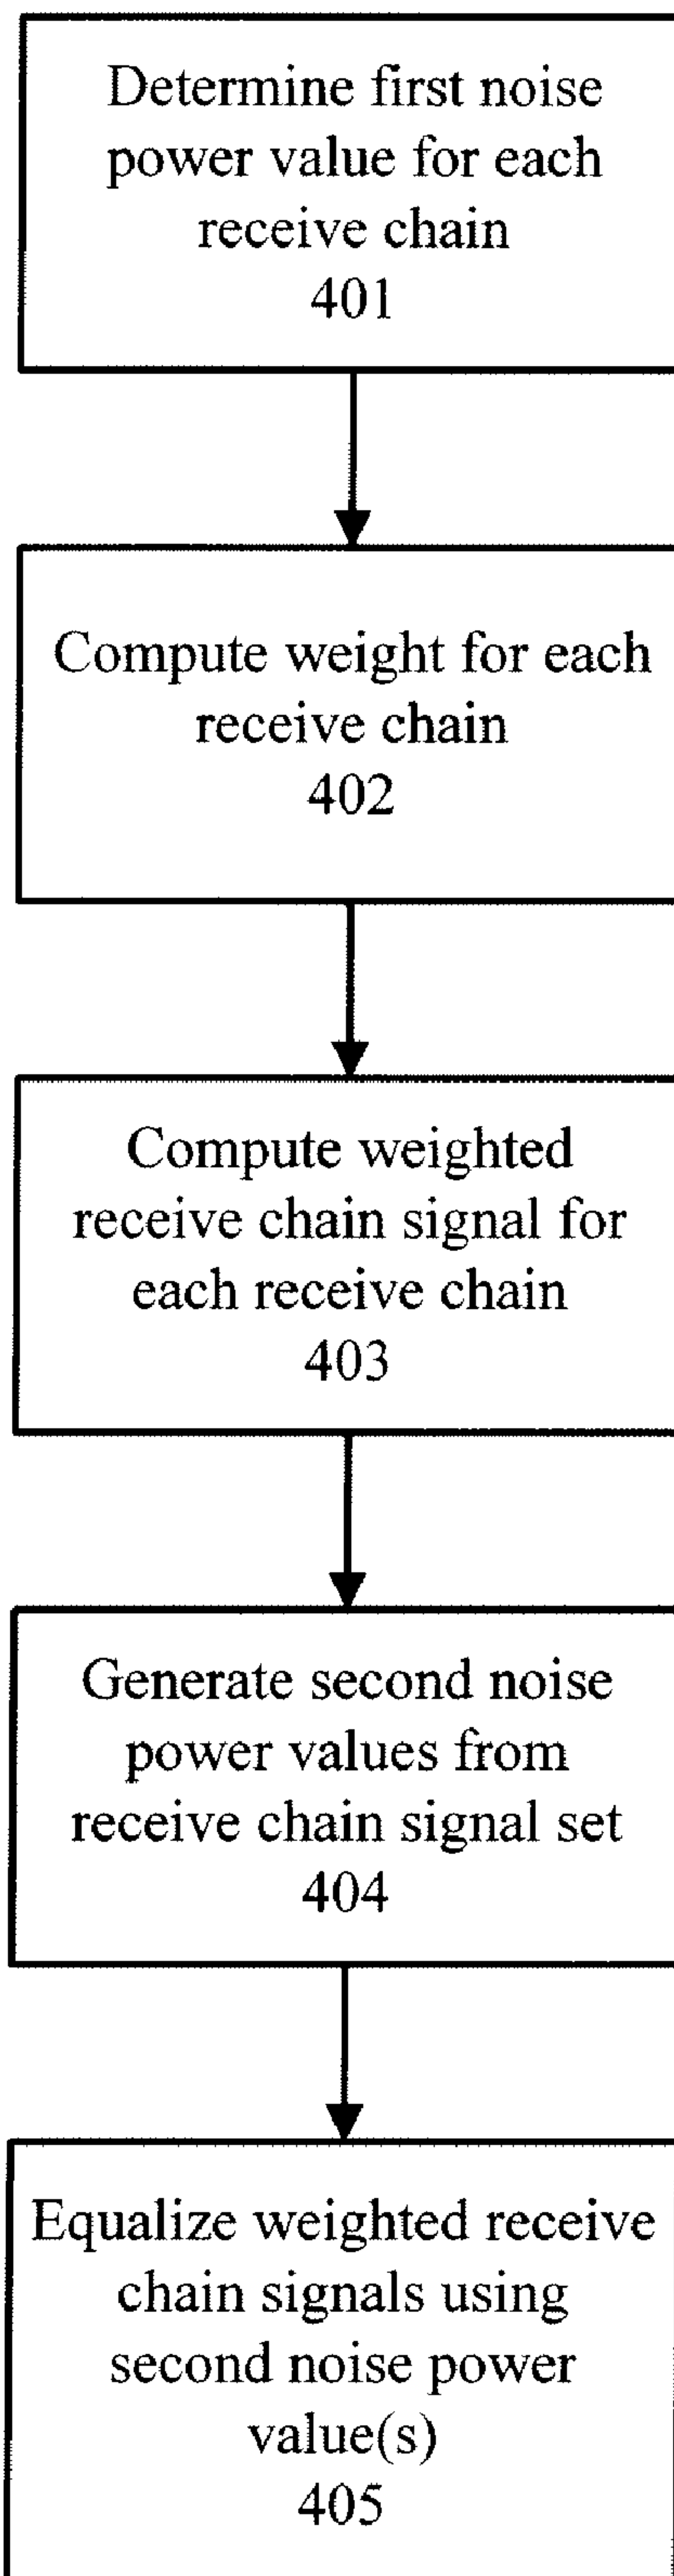 Determine first noise
power value for each
receive chain
401
Compute weight for each
receive chain
402
Compute weighted
receive chain signal for
each receive chain
403
Generate second noise
power values from
receive chain signal set
404
Equalize weighted receive
chain signals using
second noise power
value(s)
405